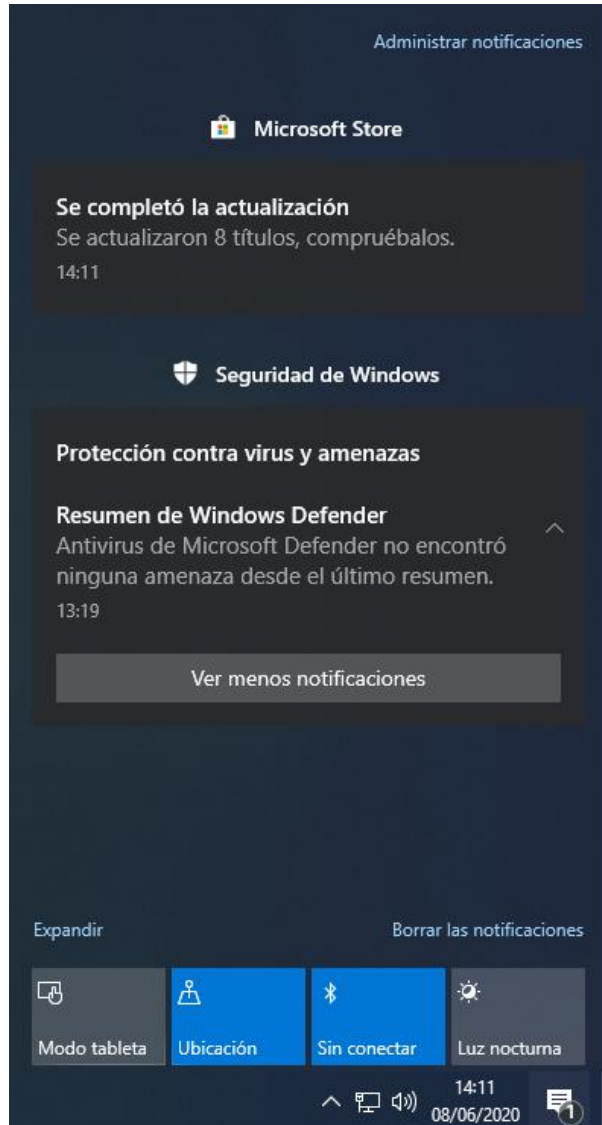 Administrar notificaciones
Microsoft Store
Se completó la actualización
Se actualizaron 8 títulos, compruébalos.
14:11
Seguridad de Windows
Protección contra virus y amenazas
Resumen de Windows Defender
Antivirus de Microsoft Defender no encontró
ninguna amenaza desde el último resumen.
13:19
Ver menos notificaciones
Expandir Borrar las notificaciones
Modo tableta Ubicación Sin conectar Luz nocturna
14:11
08/06/2020
1